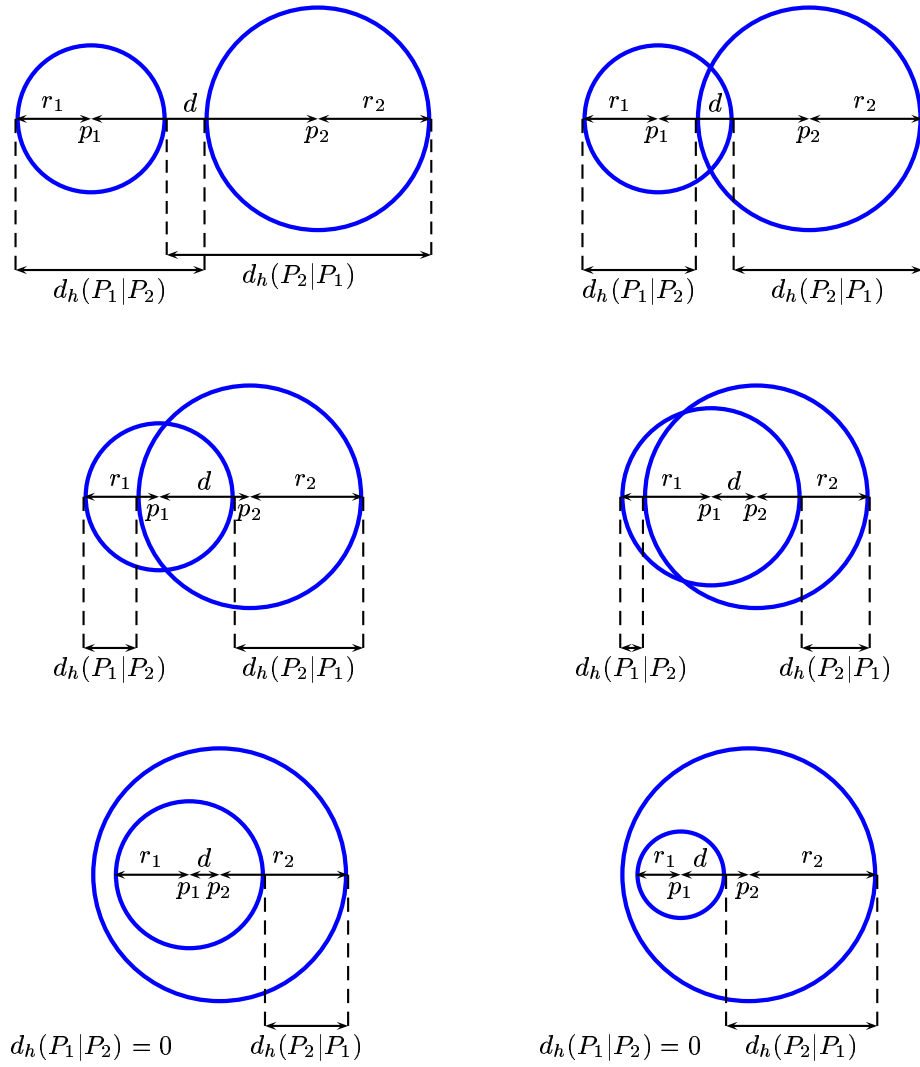 r₁ d r₂
p₁ p₂
d_h(P₁|P₂) d_h(P₂|P₁)
r₁ d r₂
p₁ p₂
d_h(P₁|P₂) d_h(P₂|P₁)
r₁ d r₂
p₁ p₂
d_h(P₁|P₂) d_h(P₂|P₁)
r₁ d r₂
p₁ p₂
d_h(P₁|P₂) d_h(P₂|P₁)
r₁ d r₂
p₁ p₂
d_h(P₁|P₂) = 0 d_h(P₂|P₁)
r₁ d r₂
p₁ p₂
d_h(P₁|P₂) = 0 d_h(P₂|P₁)